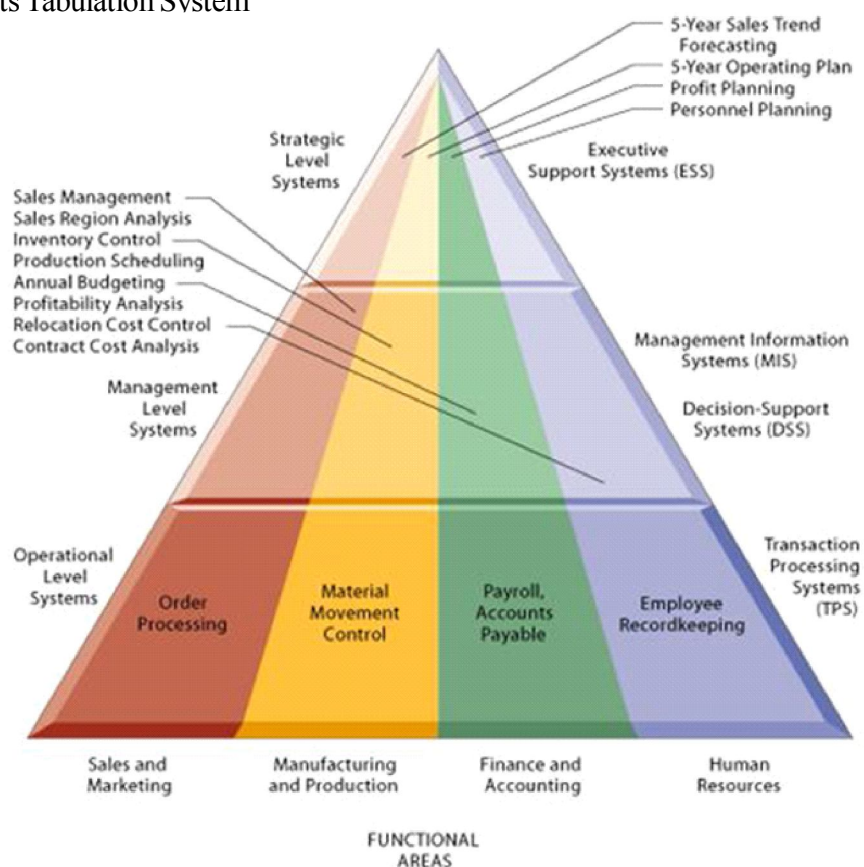 ts Tabulation System
5-Year Sales Trend
Forecasting
5-Year Operating Plan
Profit Planning
Personnel Planning
Strategic
Level
Systems
Executive
Support Systems (ESS)
Sales Management
Sales Region Analysis
Inventory Control
Production Scheduling
Annual Budgeting
Profitability Analysis
Relocation Cost Control
Contract Cost Analysis
Management Information
Systems (MIS)
Management
Level
Systems
Decision-Support
Systems (DSS)
Operational
Level
Systems
Order
Processing
Material
Movement
Control
Payroll,
Accounts
Payable
Employee
Recordkeeping
Transaction
Processing
Systems
(TPS)
Sales and
Marketing
Manufacturing
and Production
Finance and
Accounting
Human
Resources
FUNCTIONAL
AREAS